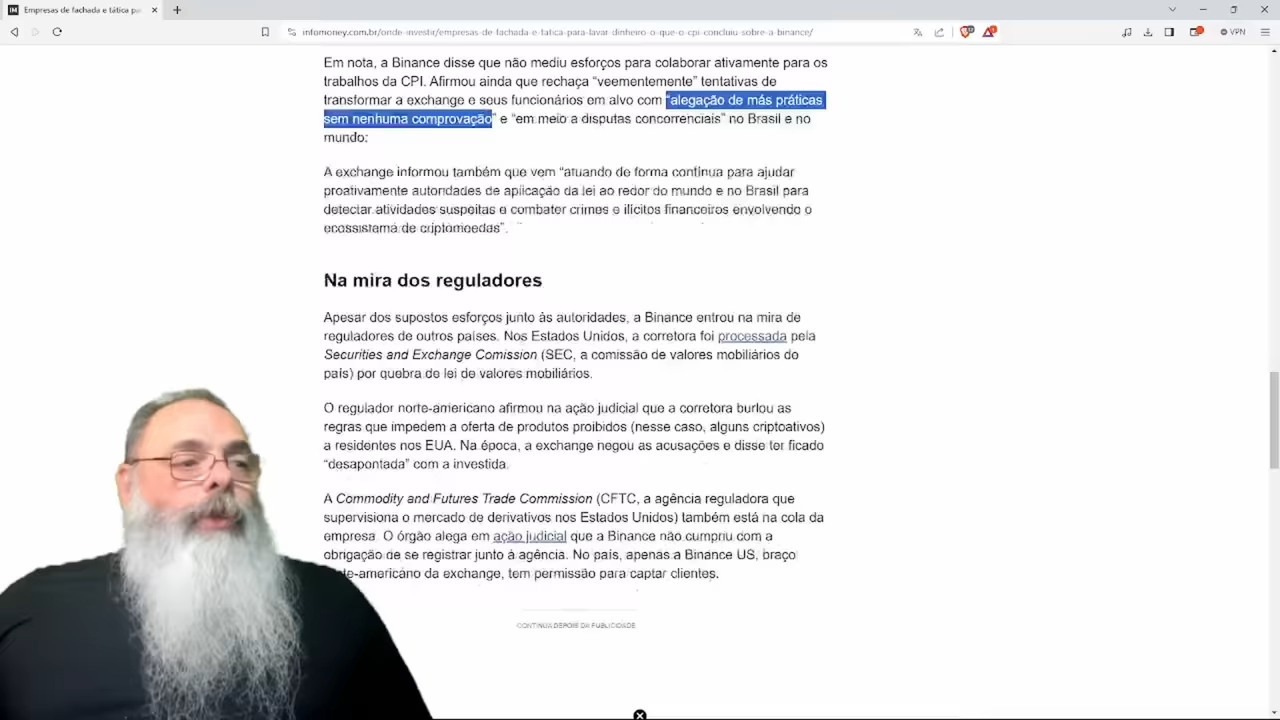 Empresas de fachada e tática pa
infomoney.com.br/onde-investir/empresas-de-fachada-e-tatica-para-lavar-dinheiro-o-que-o-cpi-concluiu-sobre-a-binance/
VPN
Em nota, a Binance disse que não mediu esforços para colaborar ativamente para os
trabalhos da CPI. Afirmou ainda que rechaça “veementemente” tentativas de
transformar a exchange e seus funcionários em alvo com “alegação de más práticas
sem nenhuma comprovação” e “em meio a disputas concorrenciais” no Brasil e no
mundo:
A exchange informou também que vem “atuando de forma contínua para ajudar
proativamente autoridades de aplicação da lei ao redor do mundo e no Brasil para
detectar atividades suspeitas e combater crimes e ilícitos financeiros envolvendo o
ecossistema de criptomoedas”.
Na mira dos reguladores
Apesar dos supostos esforços junto às autoridades, a Binance entrou na mira de
reguladores de outros países. Nos Estados Unidos, a corretora foi processada pela
Securities and Exchange Comission (SEC, a comissão de valores mobiliários do
país) por quebra de lei de valores mobiliários.
O regulador norte-americano afirmou na ação judicial que a corretora burlou as
regras que impedem a oferta de produtos proibidos (nesse caso, alguns criptoativos)
a residentes nos EUA. Na época, a exchange negou as acusações e disse ter ficado
“desapontada” com a investida.
A Commodity and Futures Trade Commission (CFTC, a agência reguladora que
supervisiona o mercado de derivativos nos Estados Unidos) também está na cola da
empresa. O órgão alega em ação judicial que a Binance não cumpriu com a
obrigação de se registrar junto à agência. No país, apenas a Binance US, braço
te-americano da exchange, tem permissão para captar clientes.
CONTINUA DEPOIS DA PUBLICIDADE